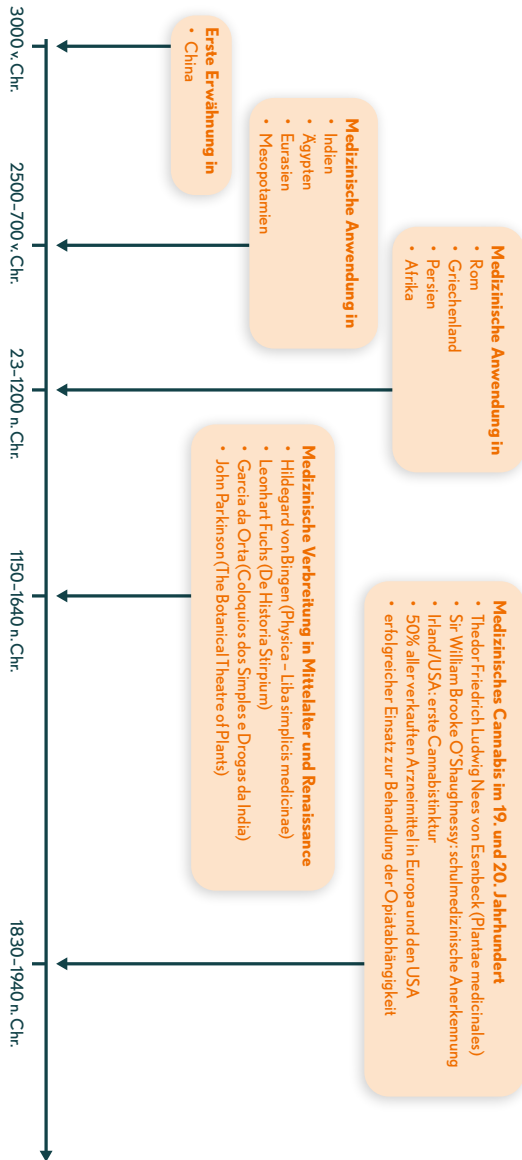 Erste Erwähnung in
• China
Medizinische Anwendung in
• Indien
• Ägypten
• Eurasien
• Mesopotamien
Medizinische Anwendung in
• Rom
• Griechenland
• Persien
• Afrika
Medizinische Verbreitung in Mittelalter und Renaissance
• Hildegard von Bingen (Physica – Liba simplicis medicinae)
• Leonhart Fuchs (De Historia Stirpium)
• Garcia da Orta (Coloquios dos Simples e Drogas da India)
• John Parkinson (The Botanical Theatre of Plants)
Medizinisches Cannabis im 19. und 20. Jahrhundert
• Thedor Friedrich Ludwig Nees von Esenbeck (Plantae medicinales)
• Sir William Brooke O’Shaughnessy: schulmedizinische Anerkennung
• Irland/USA: erste Cannabistinktur
• 50% aller verkauften Arzneimittel in Europa und den USA
• erfolgreicher Einsatz zur Behandlung der Opiatabhängigkeit
3000 v. Chr.
2500–700 v. Chr.
23–1200 n. Chr.
1150–1640 n. Chr.
1830–1940 n. Chr.